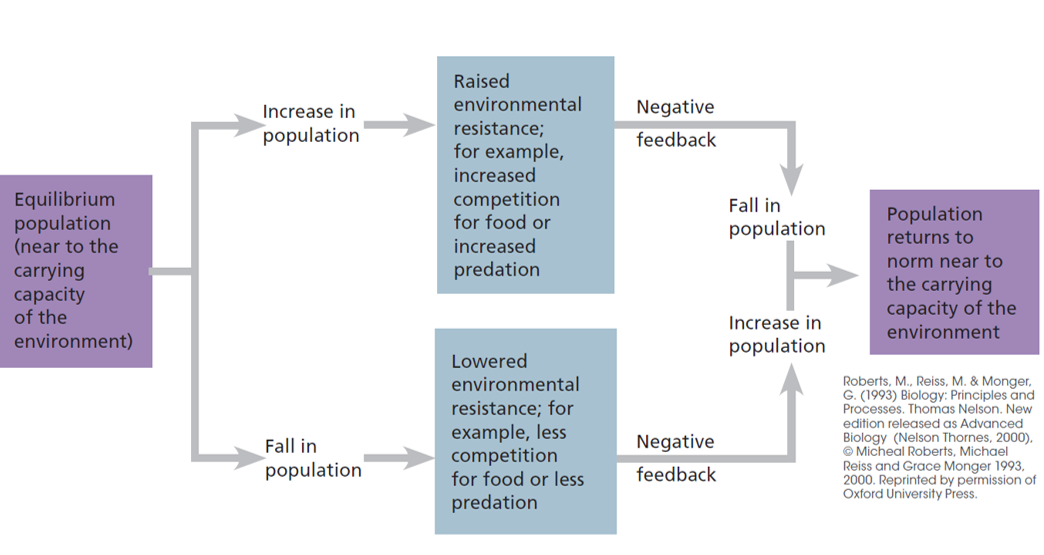 Equilibrium
population
(near to the
carrying
capacity
of the
environment)
Increase in
population
Raised
environmental
resistance;
for example,
increased
competition
for food or
increased
predation
Negative
feedback
Fall in
population
Fall in
population
Lowered
environmental
resistance; for
example, less
competition
for food or less
predation
Negative
feedback
Increase in
population
Population
returns to
norm near to
the carrying
capacity of the
environment
Roberts, M., Reiss, M. & Monger,
G. (1993) Biology: Principles and
Processes. Thomas Nelson. New
edition released as Advanced
Biology (Nelson Thornes, 2000),
© Micheal Roberts, Michael
Reiss and Grace Monger 1993,
2000. Reprinted by permission of
Oxford University Press.